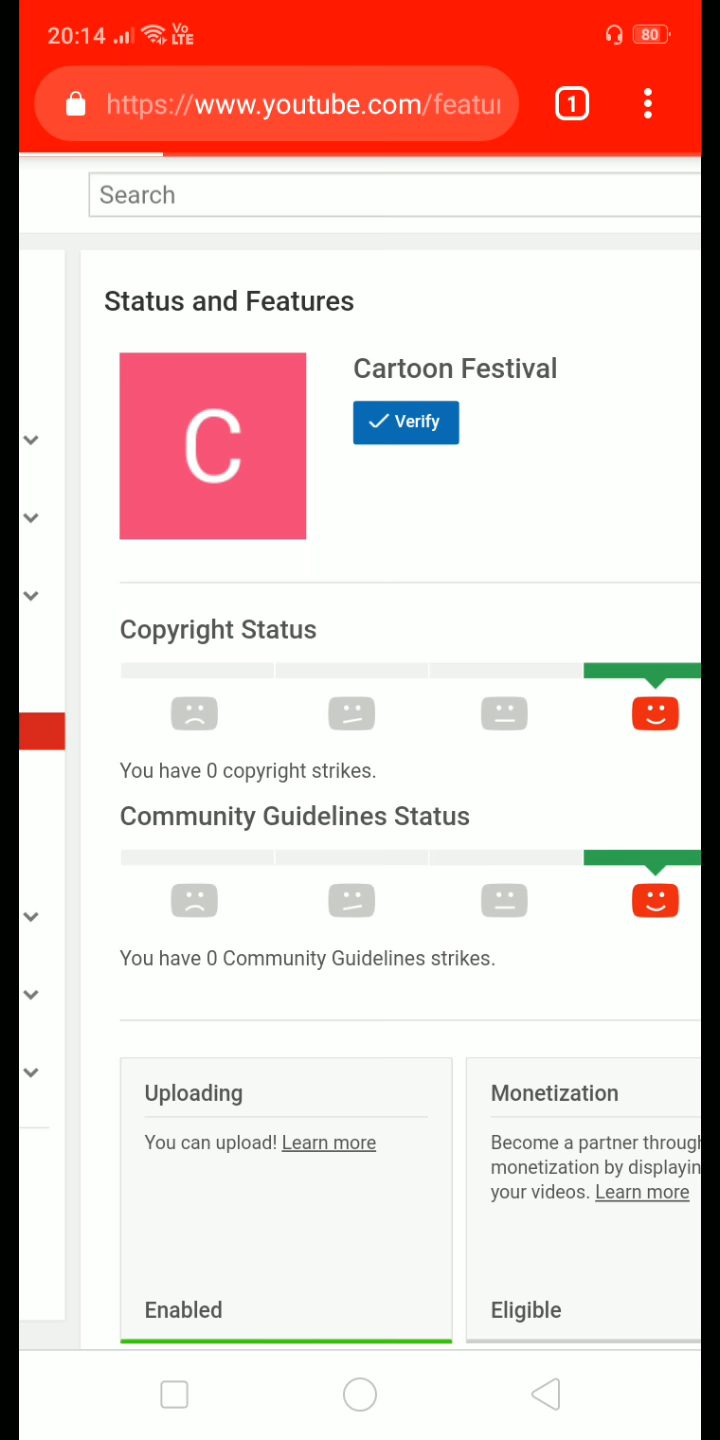 20:14 Vo LTE 80
https://www.youtube.com/featu 1
Search
Status and Features
C
Cartoon Festival
Verify
Copyright Status
You have 0 copyright strikes.
Community Guidelines Status
You have 0 Community Guidelines strikes.
Uploading
You can upload! Learn more
Enabled
Monetization
Become a partner through
monetization by displayin
your videos. Learn more
Eligible